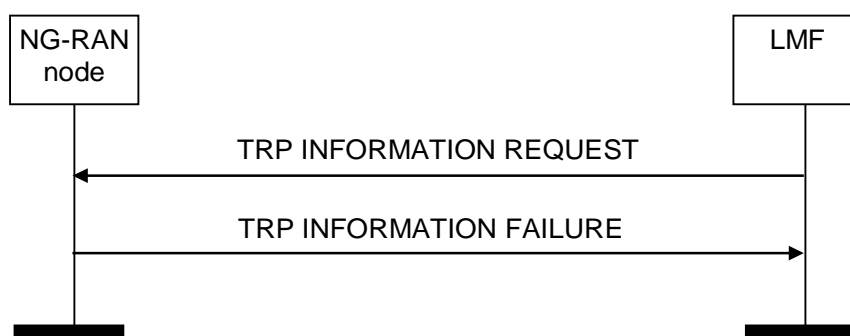 NG-RAN
node
LMF
TRP INFORMATION REQUEST
TRP INFORMATION FAILURE